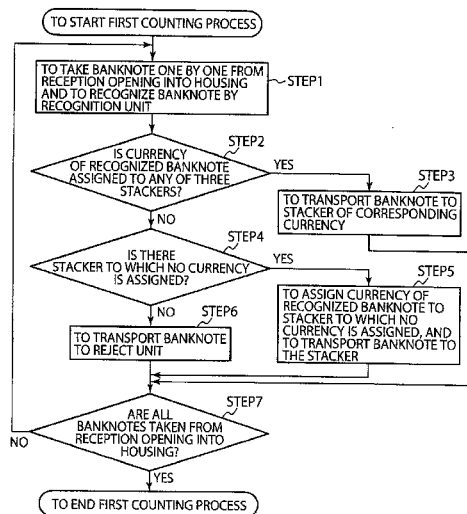 TO START FIRST COUNTING PROCESS
TO TAKE BANKNOTE ONE BY ONE FROM
RECEPTION OPENING INTO HOUSING
AND TO RECOGNIZE BANKNOTE BY
RECOGNITION UNIT
STEP1
STEP2
IS CURRENCY
OF RECOGNIZED BANKNOTE
ASSIGNED TO ANY OF THREE
STACKERS?
YES
NO
STEP3
TO TRANSPORT BANKNOTE TO
STACKER OF CORRESPONDING
CURRENCY
STEP4
IS THERE
STACKER TO WHICH NO CURRENCY
IS ASSIGNED?
YES
NO
STEP5
TO ASSIGN CURRENCY OF
RECOGNIZED BANKNOTE TO
STACKER TO WHICH NO
CURRENCY IS ASSIGNED, AND
TO TRANSPORT BANKNOTE TO
THE STACKER
STEP6
TO TRANSPORT BANKNOTE
TO REJECT UNIT
STEP7
ARE ALL
BANKNOTES TAKEN FROM
RECEPTION OPENING INTO
HOUSING?
NO
YES
TO END FIRST COUNTING PROCESS